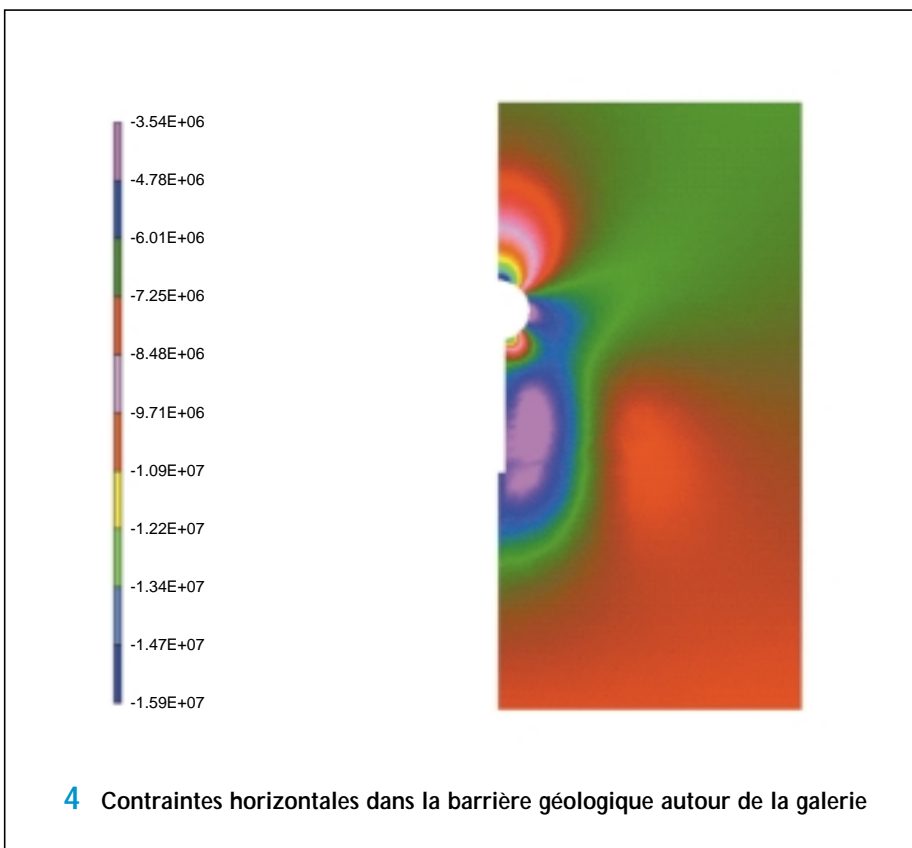 -3.54E+06
-4.78E+06
-6.01E+06
-7.25E+06
-8.48E+06
-9.71E+06
-1.09E+07
-1.22E+07
-1.34E+07
-1.47E+07
-1.59E+07
4 Contraintes horizontales dans la barrière géologique autour de la galerie